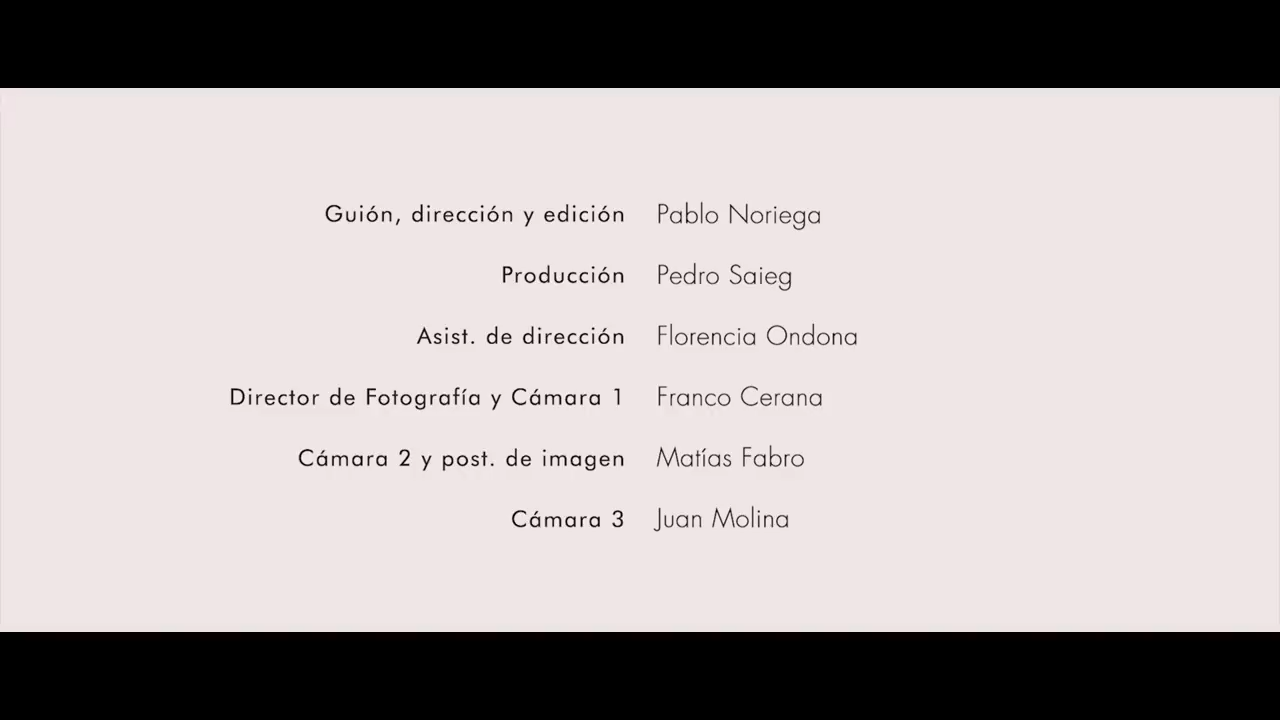 Guión, dirección y edición Pablo Noriega
Producción Pedro Saieg
Asist. de dirección Florencia Ondona
Director de Fotografía y Cámara 1 Franco Cerana
Cámara 2 y post. de imagen Matías Fabro
Cámara 3 Juan Molina